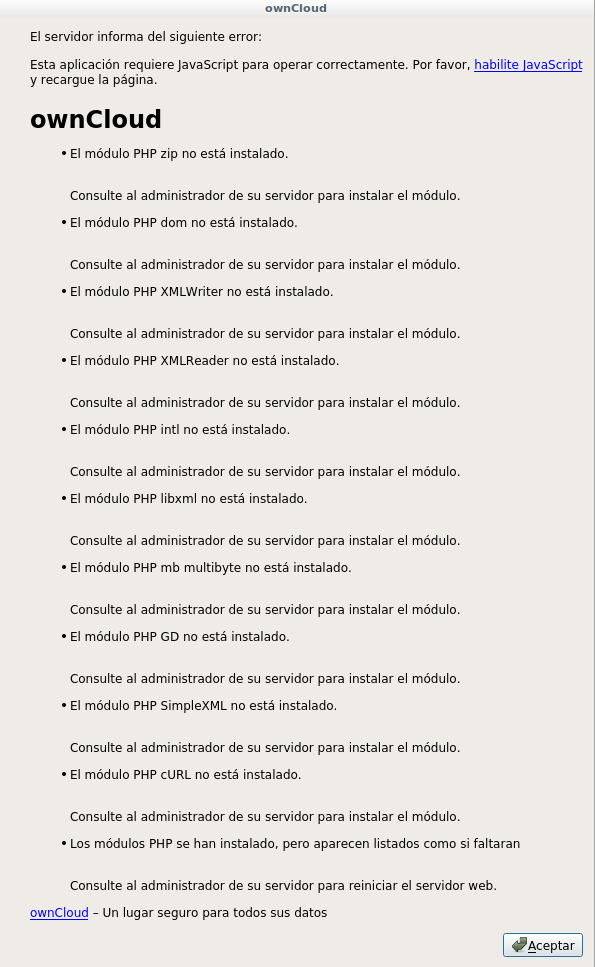 ownCloud
El servidor informa del siguiente error:
Esta aplicación requiere JavaScript para operar correctamente. Por favor, habilite JavaScript
y recargue la página.
ownCloud
• El módulo PHP zip no está instalado.
Consulte al administrador de su servidor para instalar el módulo.
• El módulo PHP dom no está instalado.
Consulte al administrador de su servidor para instalar el módulo.
• El módulo PHP XMLWriter no está instalado.
Consulte al administrador de su servidor para instalar el módulo.
• El módulo PHP XMLReader no está instalado.
Consulte al administrador de su servidor para instalar el módulo.
• El módulo PHP intl no está instalado.
Consulte al administrador de su servidor para instalar el módulo.
• El módulo PHP libxml no está instalado.
Consulte al administrador de su servidor para instalar el módulo.
• El módulo PHP mb multibyte no está instalado.
Consulte al administrador de su servidor para instalar el módulo.
• El módulo PHP GD no está instalado.
Consulte al administrador de su servidor para instalar el módulo.
• El módulo PHP SimpleXML no está instalado.
Consulte al administrador de su servidor para instalar el módulo.
• El módulo PHP cURL no está instalado.
Consulte al administrador de su servidor para instalar el módulo.
• Los módulos PHP se han instalado, pero aparecen listados como si faltaran
Consulte al administrador de su servidor para reiniciar el servidor web.
ownCloud – Un lugar seguro para todos sus datos
Aceptar